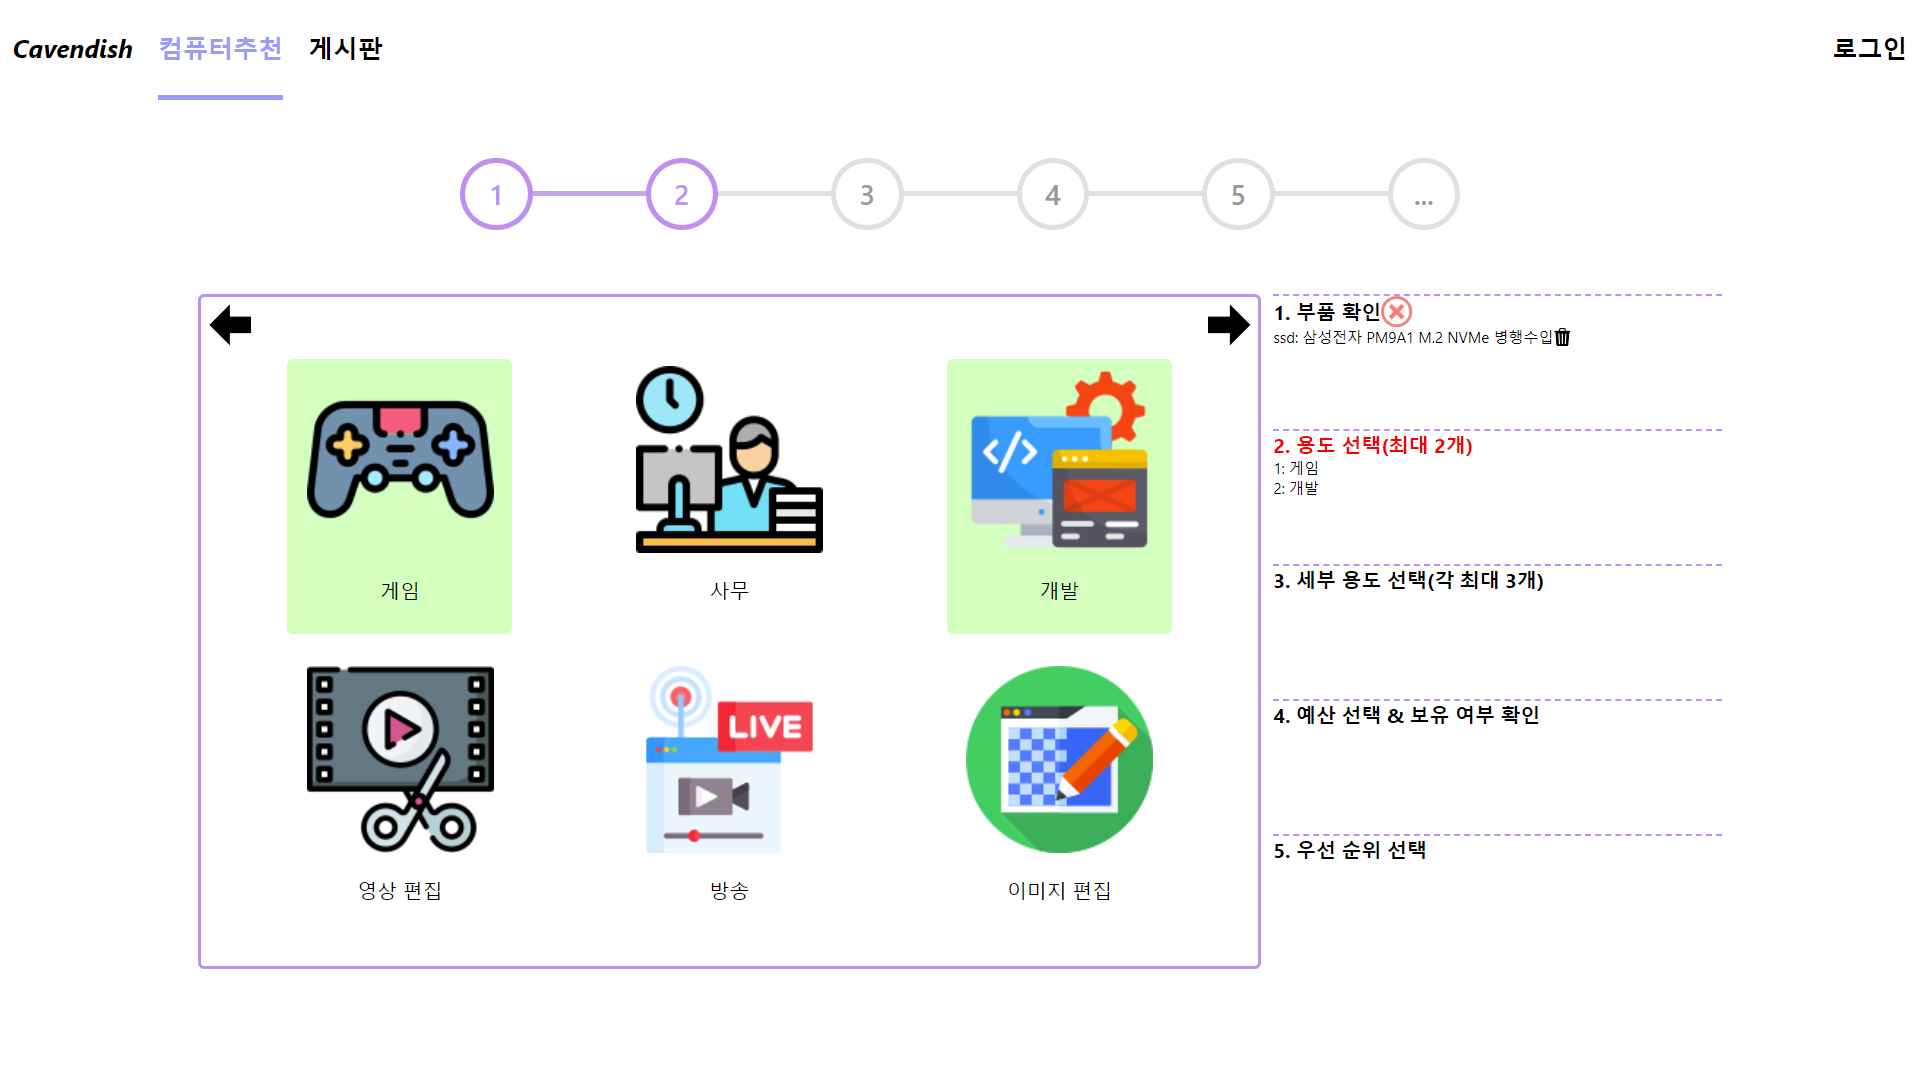 Cavendish 컴퓨터추천 게시판 로그인
1 2 3 4 5 ...
게임 사무 개발
LIVE
영상 편집 방송 이미지 편집
1. 부품 확인
ssd: 삼성전자 PM9A1 M.2 NVMe 병행수입
2. 용도 선택(최대 2개)
1: 게임
2: 개발
3. 세부 용도 선택(각 최대 3개)
4. 예산 선택 & 보유 여부 확인
5. 우선 순위 선택